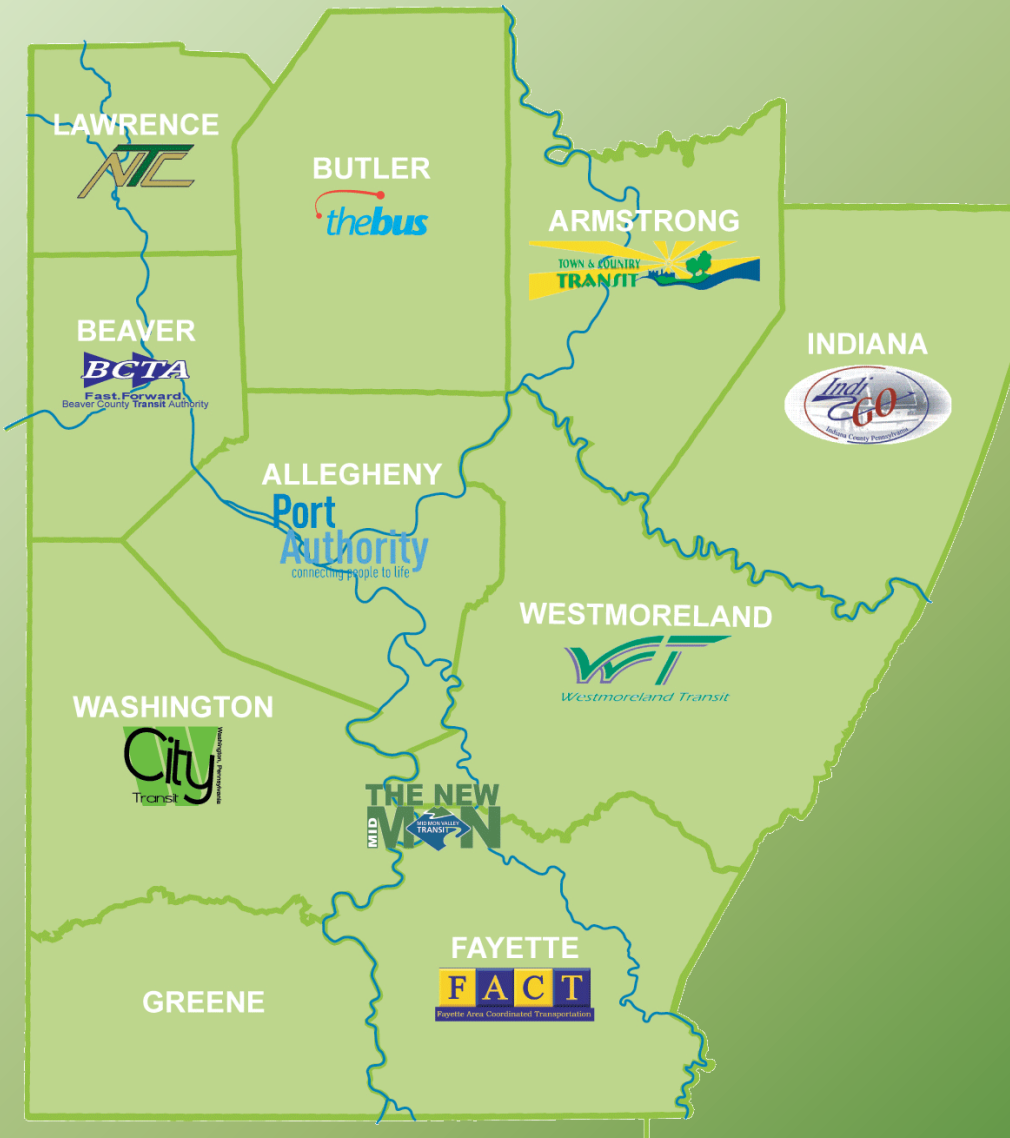 LAWRENCE
NTC
BUTLER
thebus
ARMSTRONG
TOWN & COUNTRY
TRANSIT
BEAVER
BCTA
Fast.Forward.
Beaver County Transit Authority
INDIANA
Indi
GO
Indiana County Pennsylvania
ALLEGHENY
Port
Authority
connecting people to life
WESTMORELAND
WT
Westmoreland Transit
WASHINGTON
City
Transit
Washington, Pennsylvania
THE NEW
MID MON
MID MON VALLEY
TRANSIT
FAYETTE
FACT
Fayette Area Coordinated Transportation
GREENE